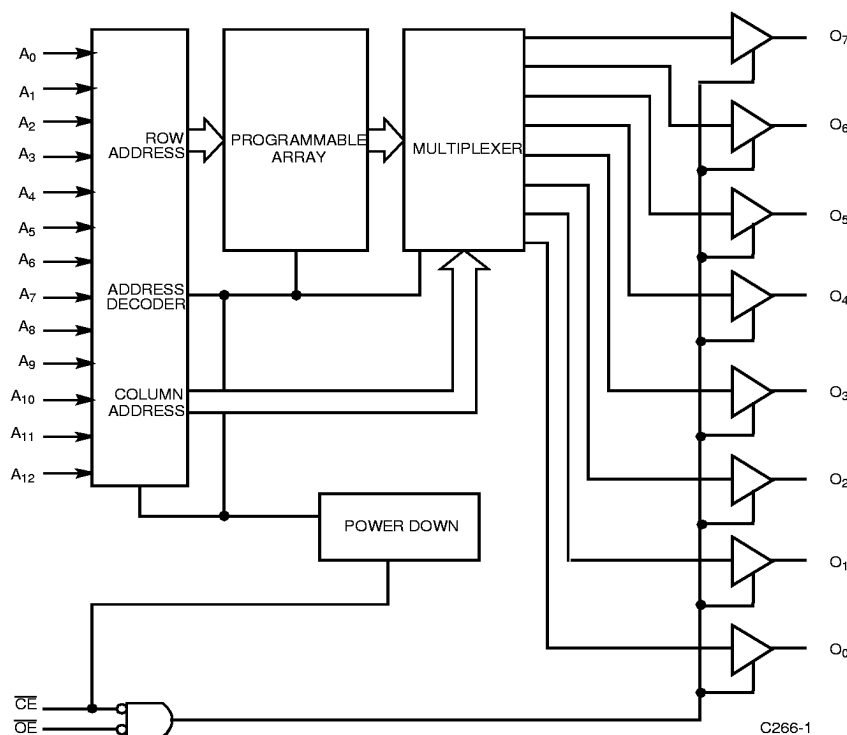 A0
A1
A2
A3
A4
A5
A6
A7
A8
A9
A10
A11
A12
ROW
ADDRESS
ADDRESS
DECODER
COLUMN
ADDRESS
PROGRAMMABLE
ARRAY
MULTIPLEXER
POWER DOWN
O7
O6
O5
O4
O3
O2
O1
O0
CE
OE
C266-1